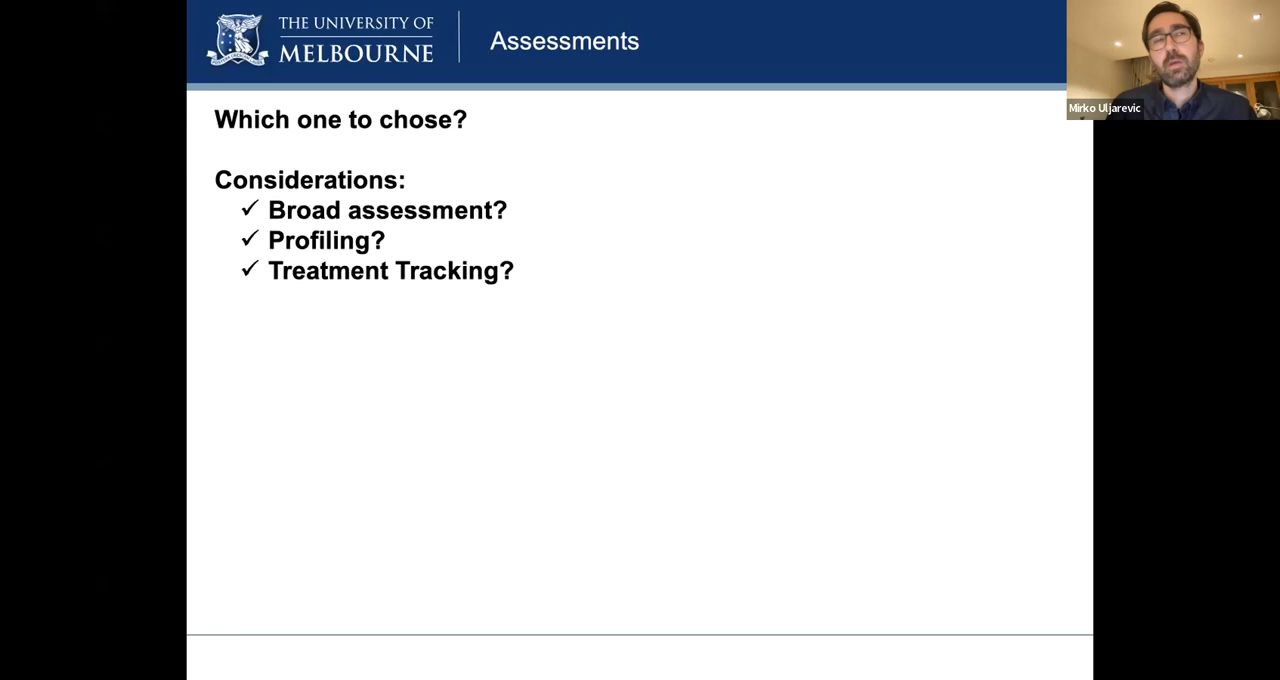 THE UNIVERSITY OF
MELBOURNE
Assessments
Mirko Uljarevic
Which one to chose?
Considerations:
✓ Broad assessment?
✓ Profiling?
✓ Treatment Tracking?